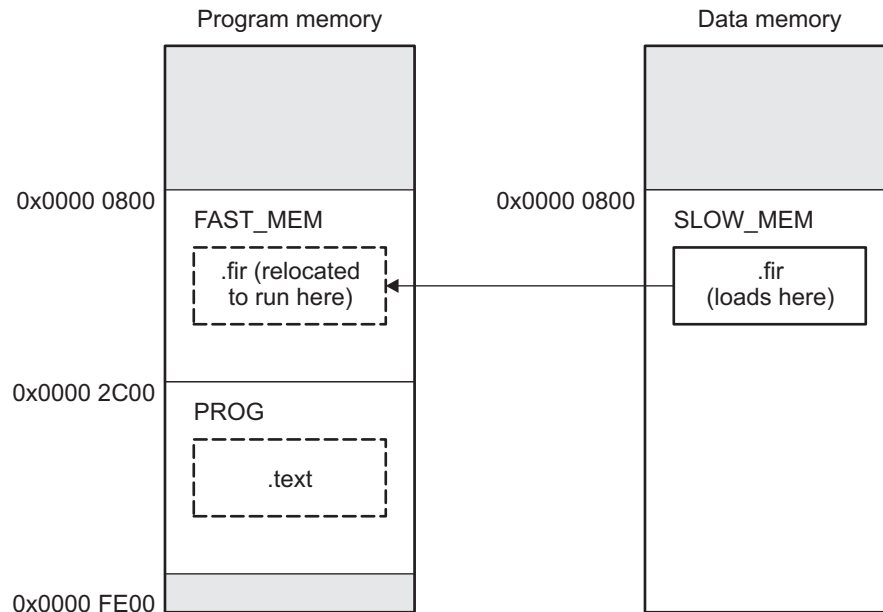 Program memory
Data memory
0x0000 0800
0x0000 0800
FAST_MEM
SLOW_MEM
.fir (relocated
to run here)
.fir
(loads here)
0x0000 2C00
PROG
.text
0x0000 FE00